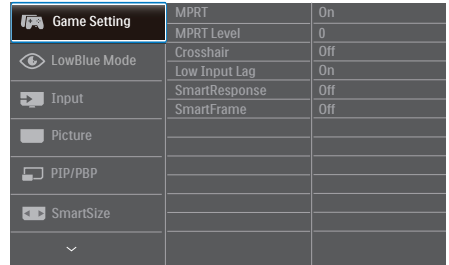 Game Setting
LowBlue Mode
Input
Picture
PIP/PBP
SmartSize
MPRT On
MPRT Level 0
Crosshair Off
Low Input Lag On
SmartResponse Off
SmartFrame Off